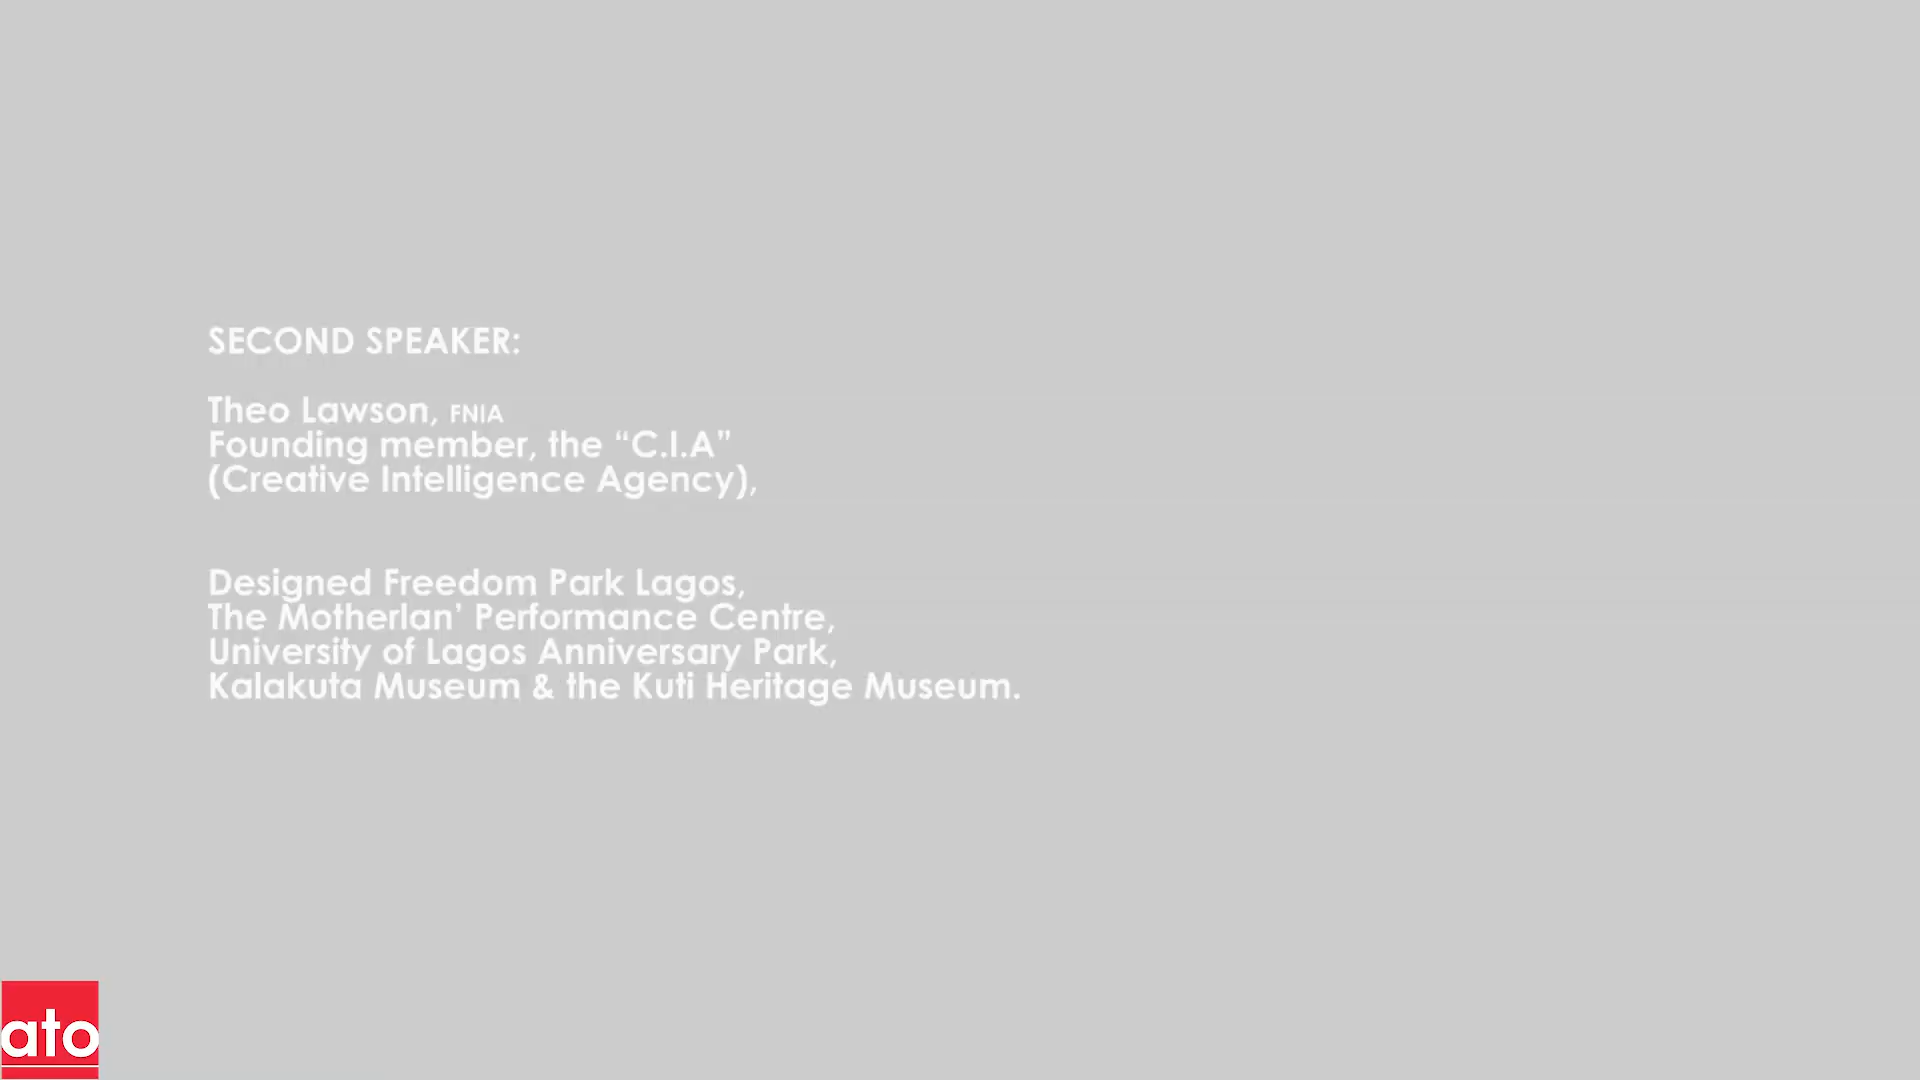 SECOND SPEAKER:
Theo Lawson, FNIA
Founding member, the “C.I.A”
(Creative Intelligence Agency),
Designed Freedom Park Lagos,
The Motherlan’ Performance Centre,
University of Lagos Anniversary Park,
Kalakuta Museum & the Kuti Heritage Museum.
ato